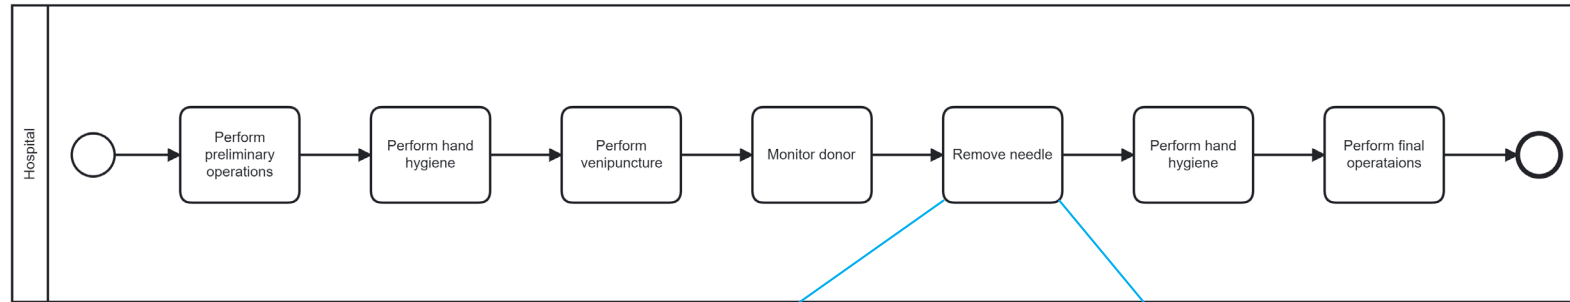 Hospital
Perform
preliminary
operations
Perform hand
hygiene
Perform
venipuncture
Monitor donor
Remove needle
Perform hand
hygiene
Perform final
operataions